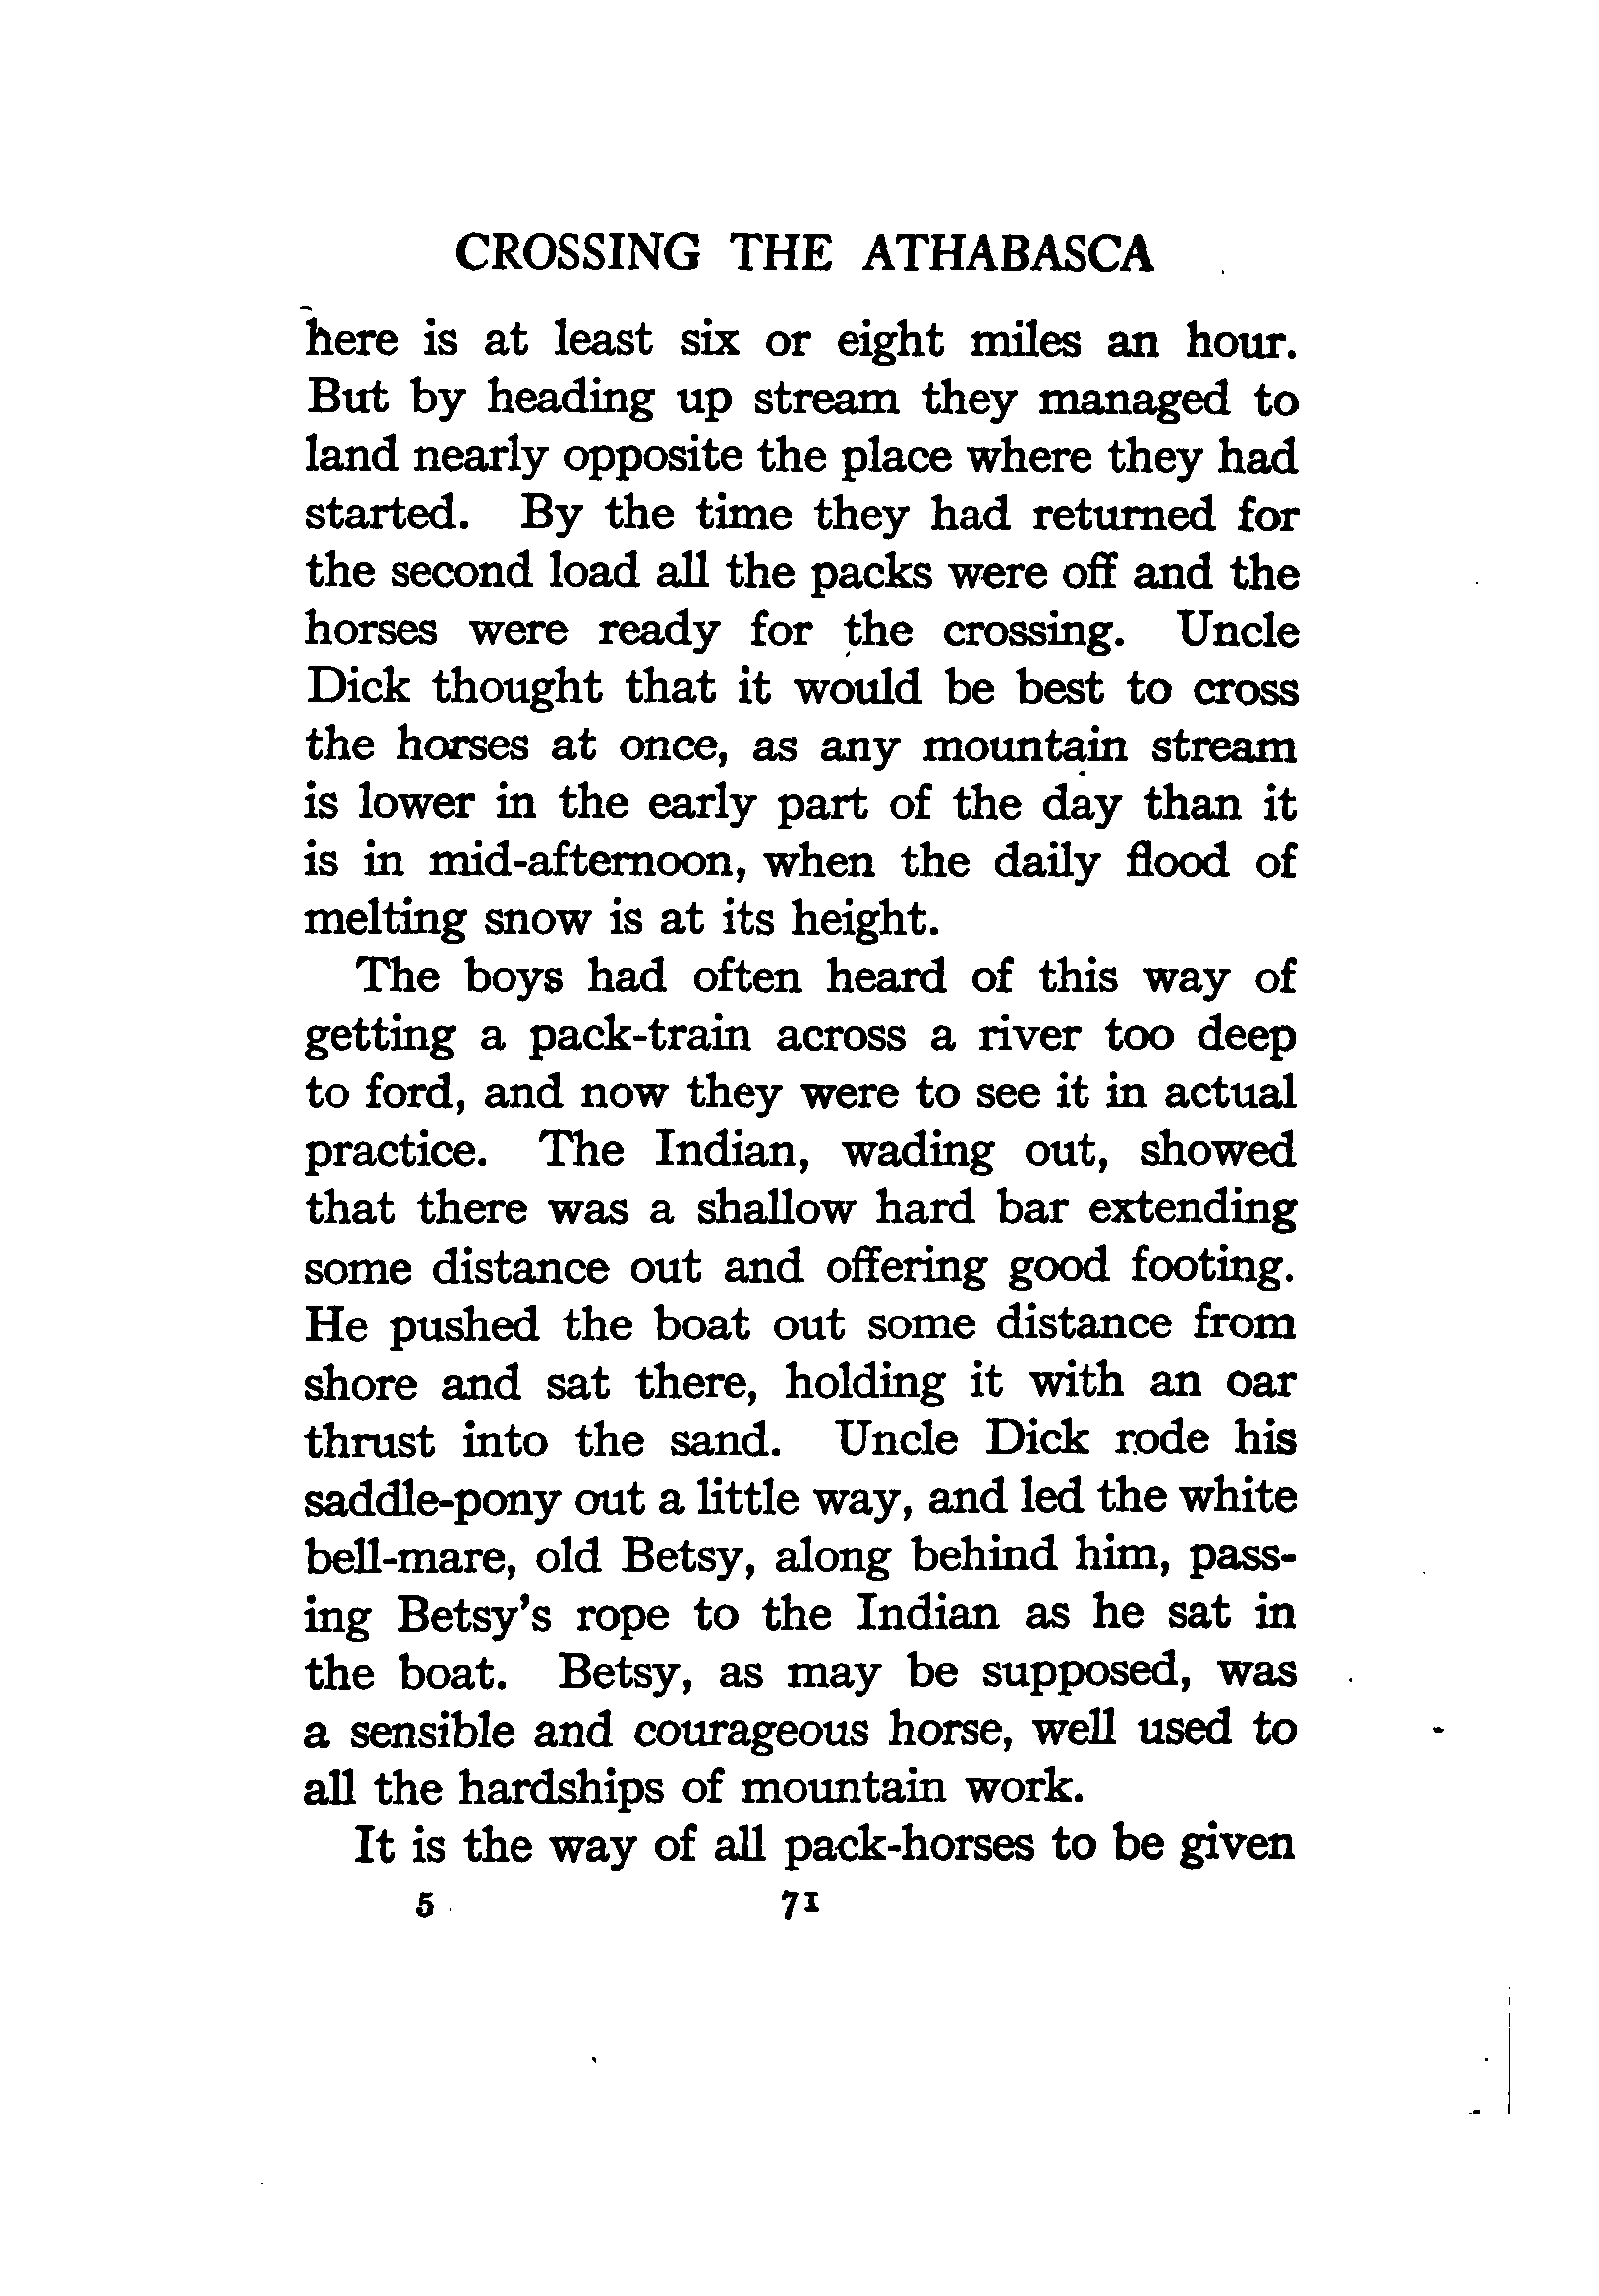 CROSSING THE ATHABASCA
here is at least six or eight miles an hour.
But by heading up stream they managed to
land nearly opposite the place where they had
started. By the time they had returned for
the second load all the packs were off and the
horses were ready for the crossing. Uncle
Dick thought that it would be best to cross
the horses at once, as any mountain stream
is lower in the early part of the day than it
is in mid-afternoon, when the daily flood of
melting snow is at its height.
The boys had often heard of this way of
getting a pack-train across a river too deep
to ford, and now they were to see it in actual
practice. The Indian, wading out, showed
that there was a shallow hard bar extending
some distance out and offering good footing.
He pushed the boat out some distance from
shore and sat there, holding it with an oar
thrust into the sand. Uncle Dick rode his
saddle-pony out a little way, and led the white
bell-mare, old Betsy, along behind him, pass-
ing Betsy's rope to the Indian as he sat in
the boat. Betsy, as may be supposed, was
a sensible and courageous horse, well used to
all the hardships of mountain work.
It is the way of all pack-horses to be given
5 71